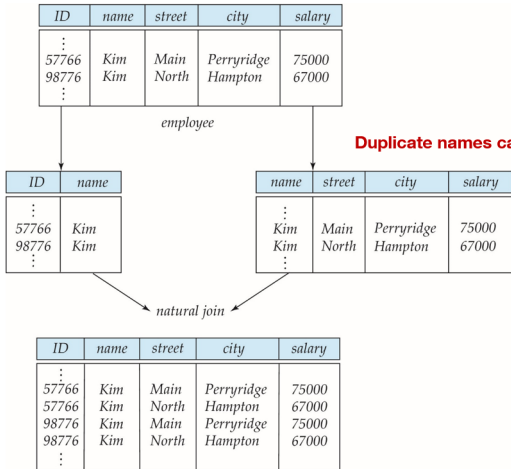 ID name street city salary
⋮
57766 Kim Main Perryridge 75000
98776 Kim North Hampton 67000
⋮
employee
Duplicate names ca
ID name
⋮
57766 Kim
98776 Kim
⋮
name street city salary
⋮
Kim Main Perryridge 75000
Kim North Hampton 67000
⋮
natural join
ID name street city salary
⋮
57766 Kim Main Perryridge 75000
57766 Kim North Hampton 67000
98776 Kim Main Perryridge 75000
98776 Kim North Hampton 67000
⋮